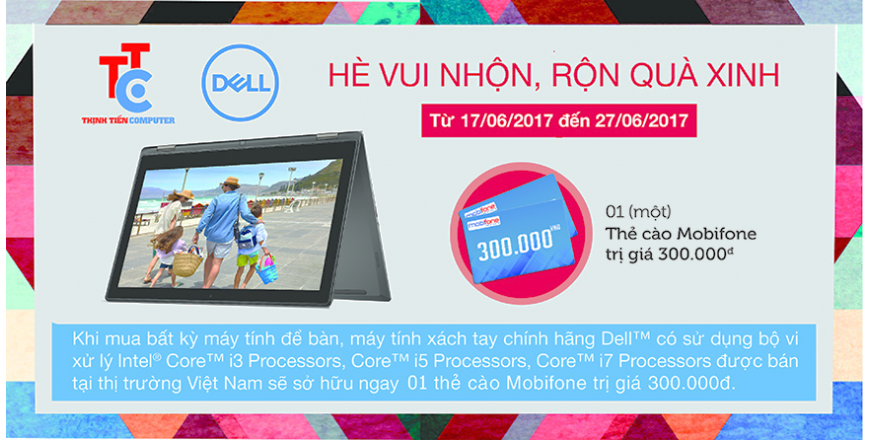 TTC
THỊNH TIẾN COMPUTER
DELL
HÈ VUI NHỘN, RỘN QUÀ XINH
Từ 17/06/2017 đến 27/06/2017
mobifone
mobifone
300.000 VNĐ
01 (một)
Thẻ cào Mobifone
trị giá 300.000đ
Khi mua bất kỳ máy tính để bàn, máy tính xách tay chính hãng Dell™ có sử dụng bộ vi
xử lý Intel® Core™ i3 Processors, Core™ i5 Processors, Core™ i7 Processors được bán
tại thị trường Việt Nam sẽ sở hữu ngay 01 thẻ cào Mobifone trị giá 300.000đ.